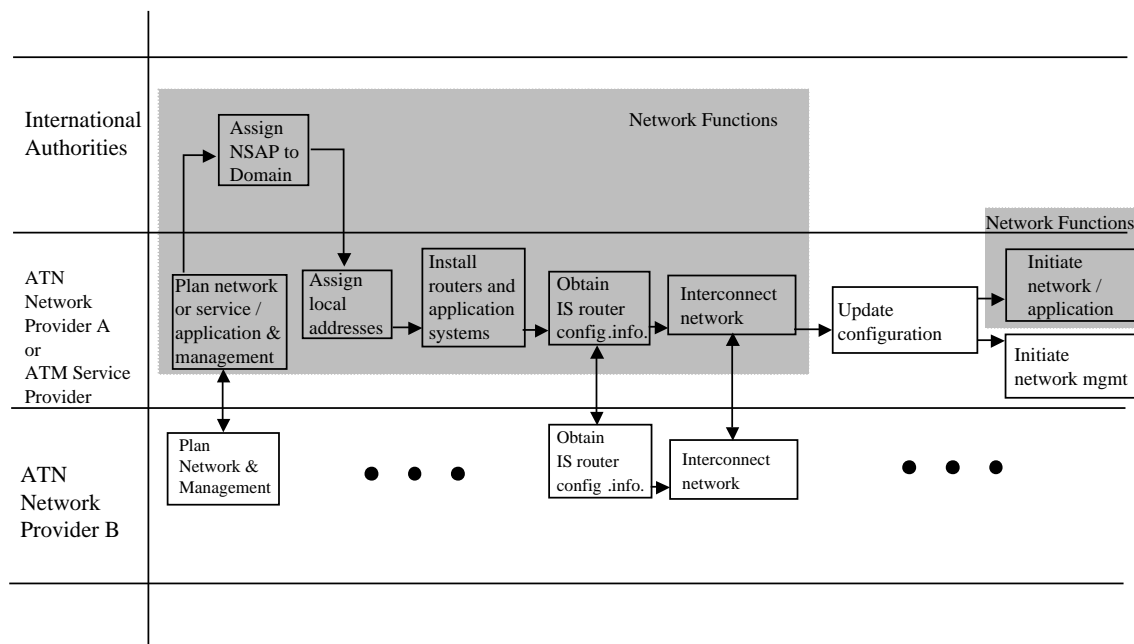 International
Authorities
Assign
NSAP to
Domain
Network Functions
Network Functions
ATN
Network
Provider A
or
ATM Service
Provider
Plan network
or service /
application &
management
Assign
local
addresses
Install
routers and
application
systems
Obtain
IS router
config.info.
Interconnect
network
Update
configuration
Initiate
network /
application
Initiate
network mgmt
ATN
Network
Provider B
Plan
Network &
Management
Obtain
IS router
config .info.
Interconnect
network